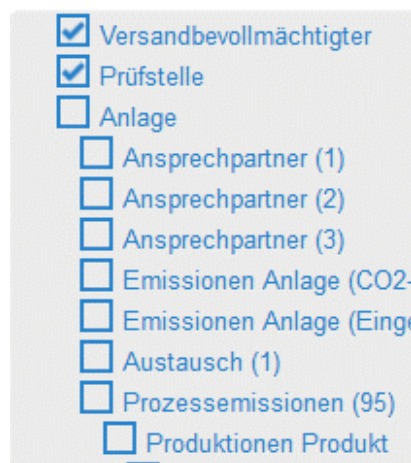 Versandbevollmächtigter
Prüfstelle
Anlage
Ansprechpartner (1)
Ansprechpartner (2)
Ansprechpartner (3)
Emissionen Anlage (CO2-
Emissionen Anlage (Einge
Austausch (1)
Prozessemissionen (95)
Produktionen Produkt